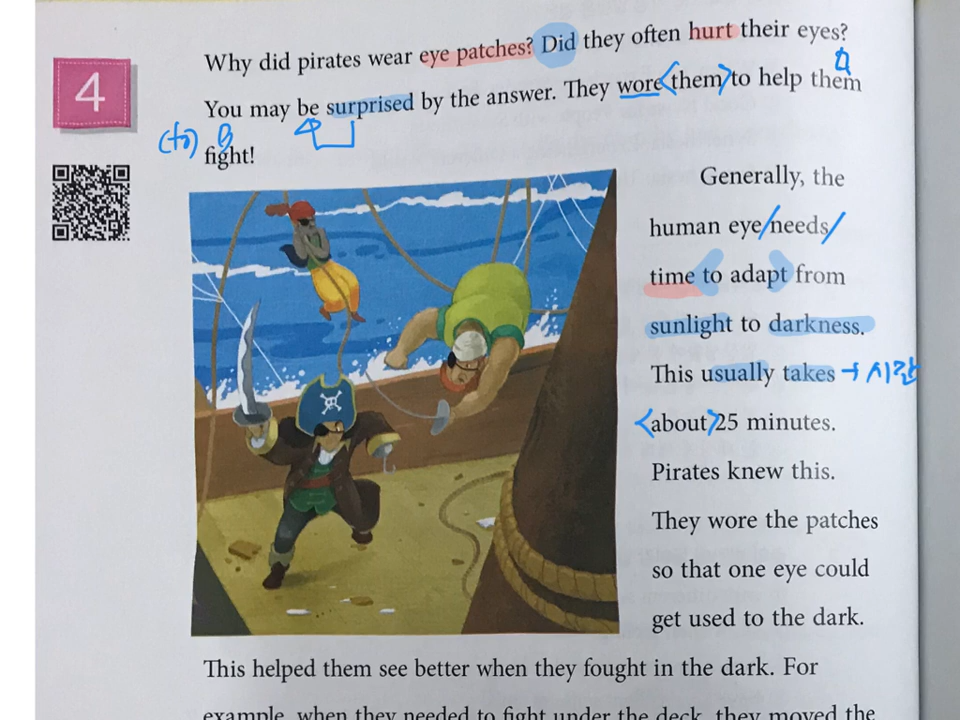 4
Why did pirates wear eye patches? Did they often hurt their eyes?
You may be surprised by the answer. They wore <them> to help them
(to)
fight!
Generally, the
human eye/needs/
time to adapt from
sunlight to darkness.
This usually takes + 시간
<about> 25 minutes.
Pirates knew this.
They wore the patches
so that one eye could
get used to the dark.
This helped them see better when they fought in the dark. For
example, when they needed to fight under the deck, they moved the